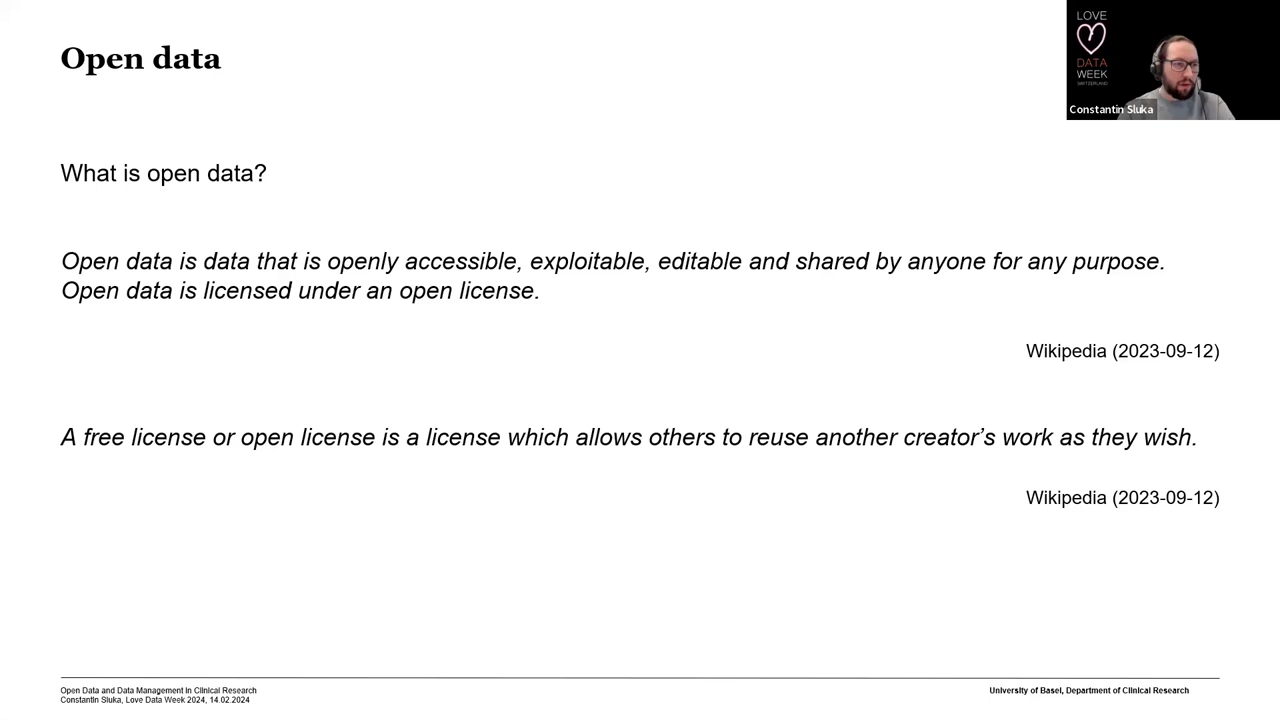 Open data
LOVE
DATA
WEEK
SWITZERLAND
Constantin Sluka
What is open data?
Open data is data that is openly accessible, exploitable, editable and shared by anyone for any purpose.
Open data is licensed under an open license.
Wikipedia (2023-09-12)
A free license or open license is a license which allows others to reuse another creator’s work as they wish.
Wikipedia (2023-09-12)
Open Data and Data Management in Clinical Research
Constantin Sluka, Love Data Week 2024, 14.02.2024
University of Basel, Department of Clinical Research